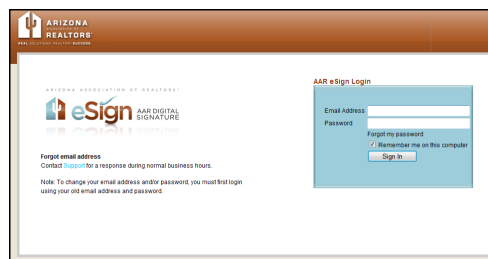 ARIZONA
ASSOCIATION OF
REALTORS®
REAL SOLUTIONS. REALTOR® SUCCESS.
AAR eSign Login
ARIZONA ASSOCIATION OF REALTORS®
eSign AAR DIGITAL SIGNATURE
Email Address
Password
Forgot my password
Remember me on this computer
Sign In
Forgot email address
Contact Support for a response during normal business hours.
Note: To change your email address and/or password, you must first login
using your old email address and password.